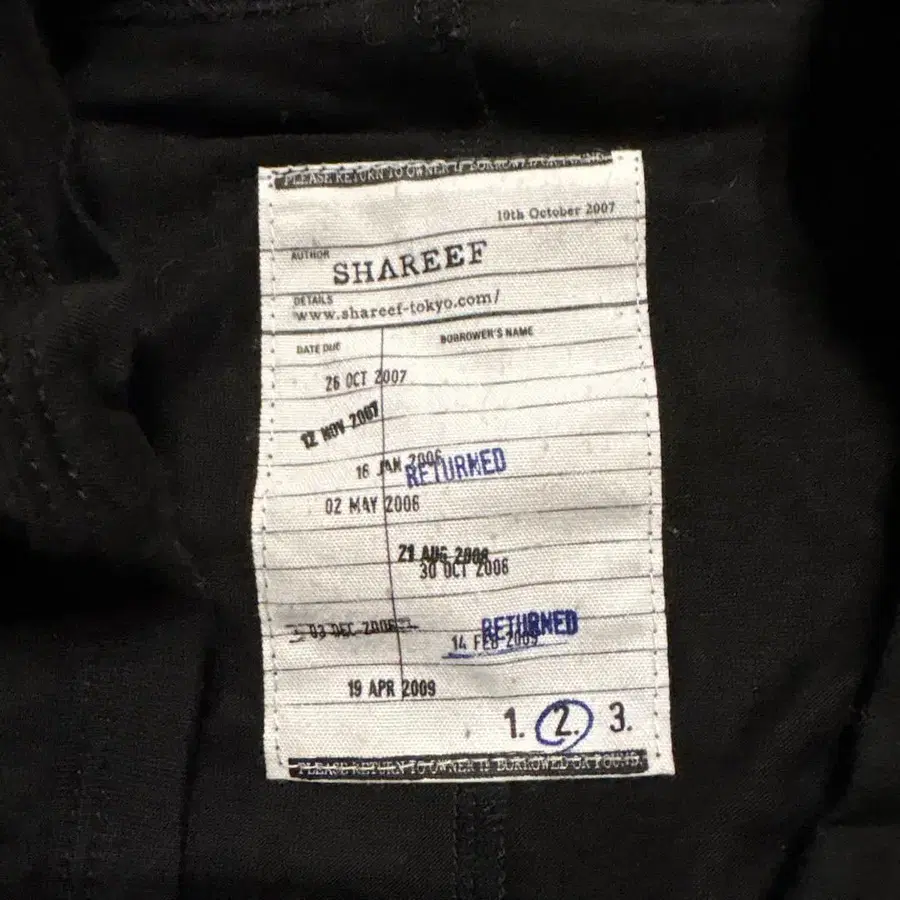 PLEASE RETURN TO OWNER IF BORROWED OR FOUND.
10th October 2007
AUTHOR
SHAREEF
DETAILS
www.shareef-tokyo.com/
DATE DUE BORROWER'S NAME
26 OCT 2007
12 NOV 2007
16 JAN 2006 RETURNED
02 MAY 2006
21 AUG 2008
30 OCT 2006
03 DEC 2006
RETURNED
14 FEB 2009
19 APR 2009
1. 2. 3.
PLEASE RETURN TO OWNER IF BORROWED OR FOUND.